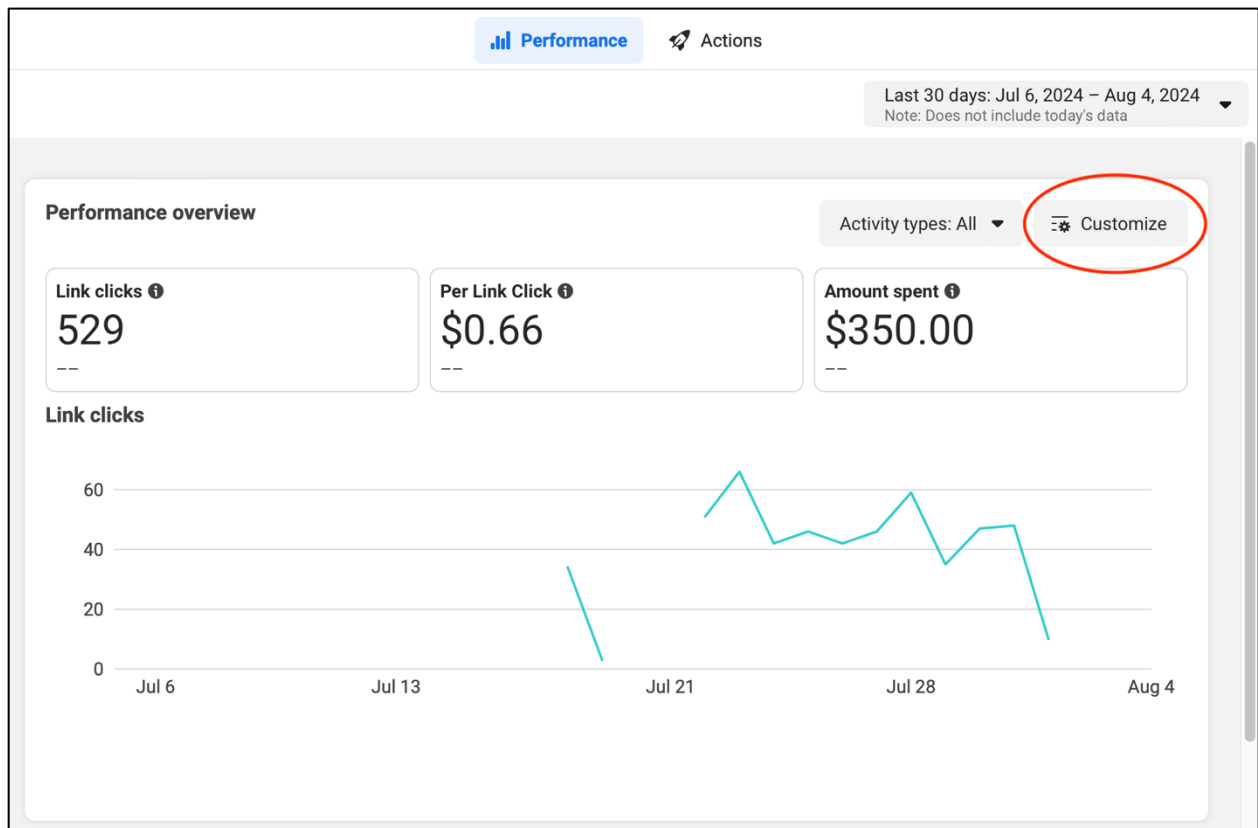 Performance
Actions
Last 30 days: Jul 6, 2024 – Aug 4, 2024
Note: Does not include today's data
Performance overview
Activity types: All
Customize
Link clicks
529
––
Per Link Click
$0.66
––
Amount spent
$350.00
––
Link clicks
60
40
20
0
Jul 6 Jul 13 Jul 21 Jul 28 Aug 4